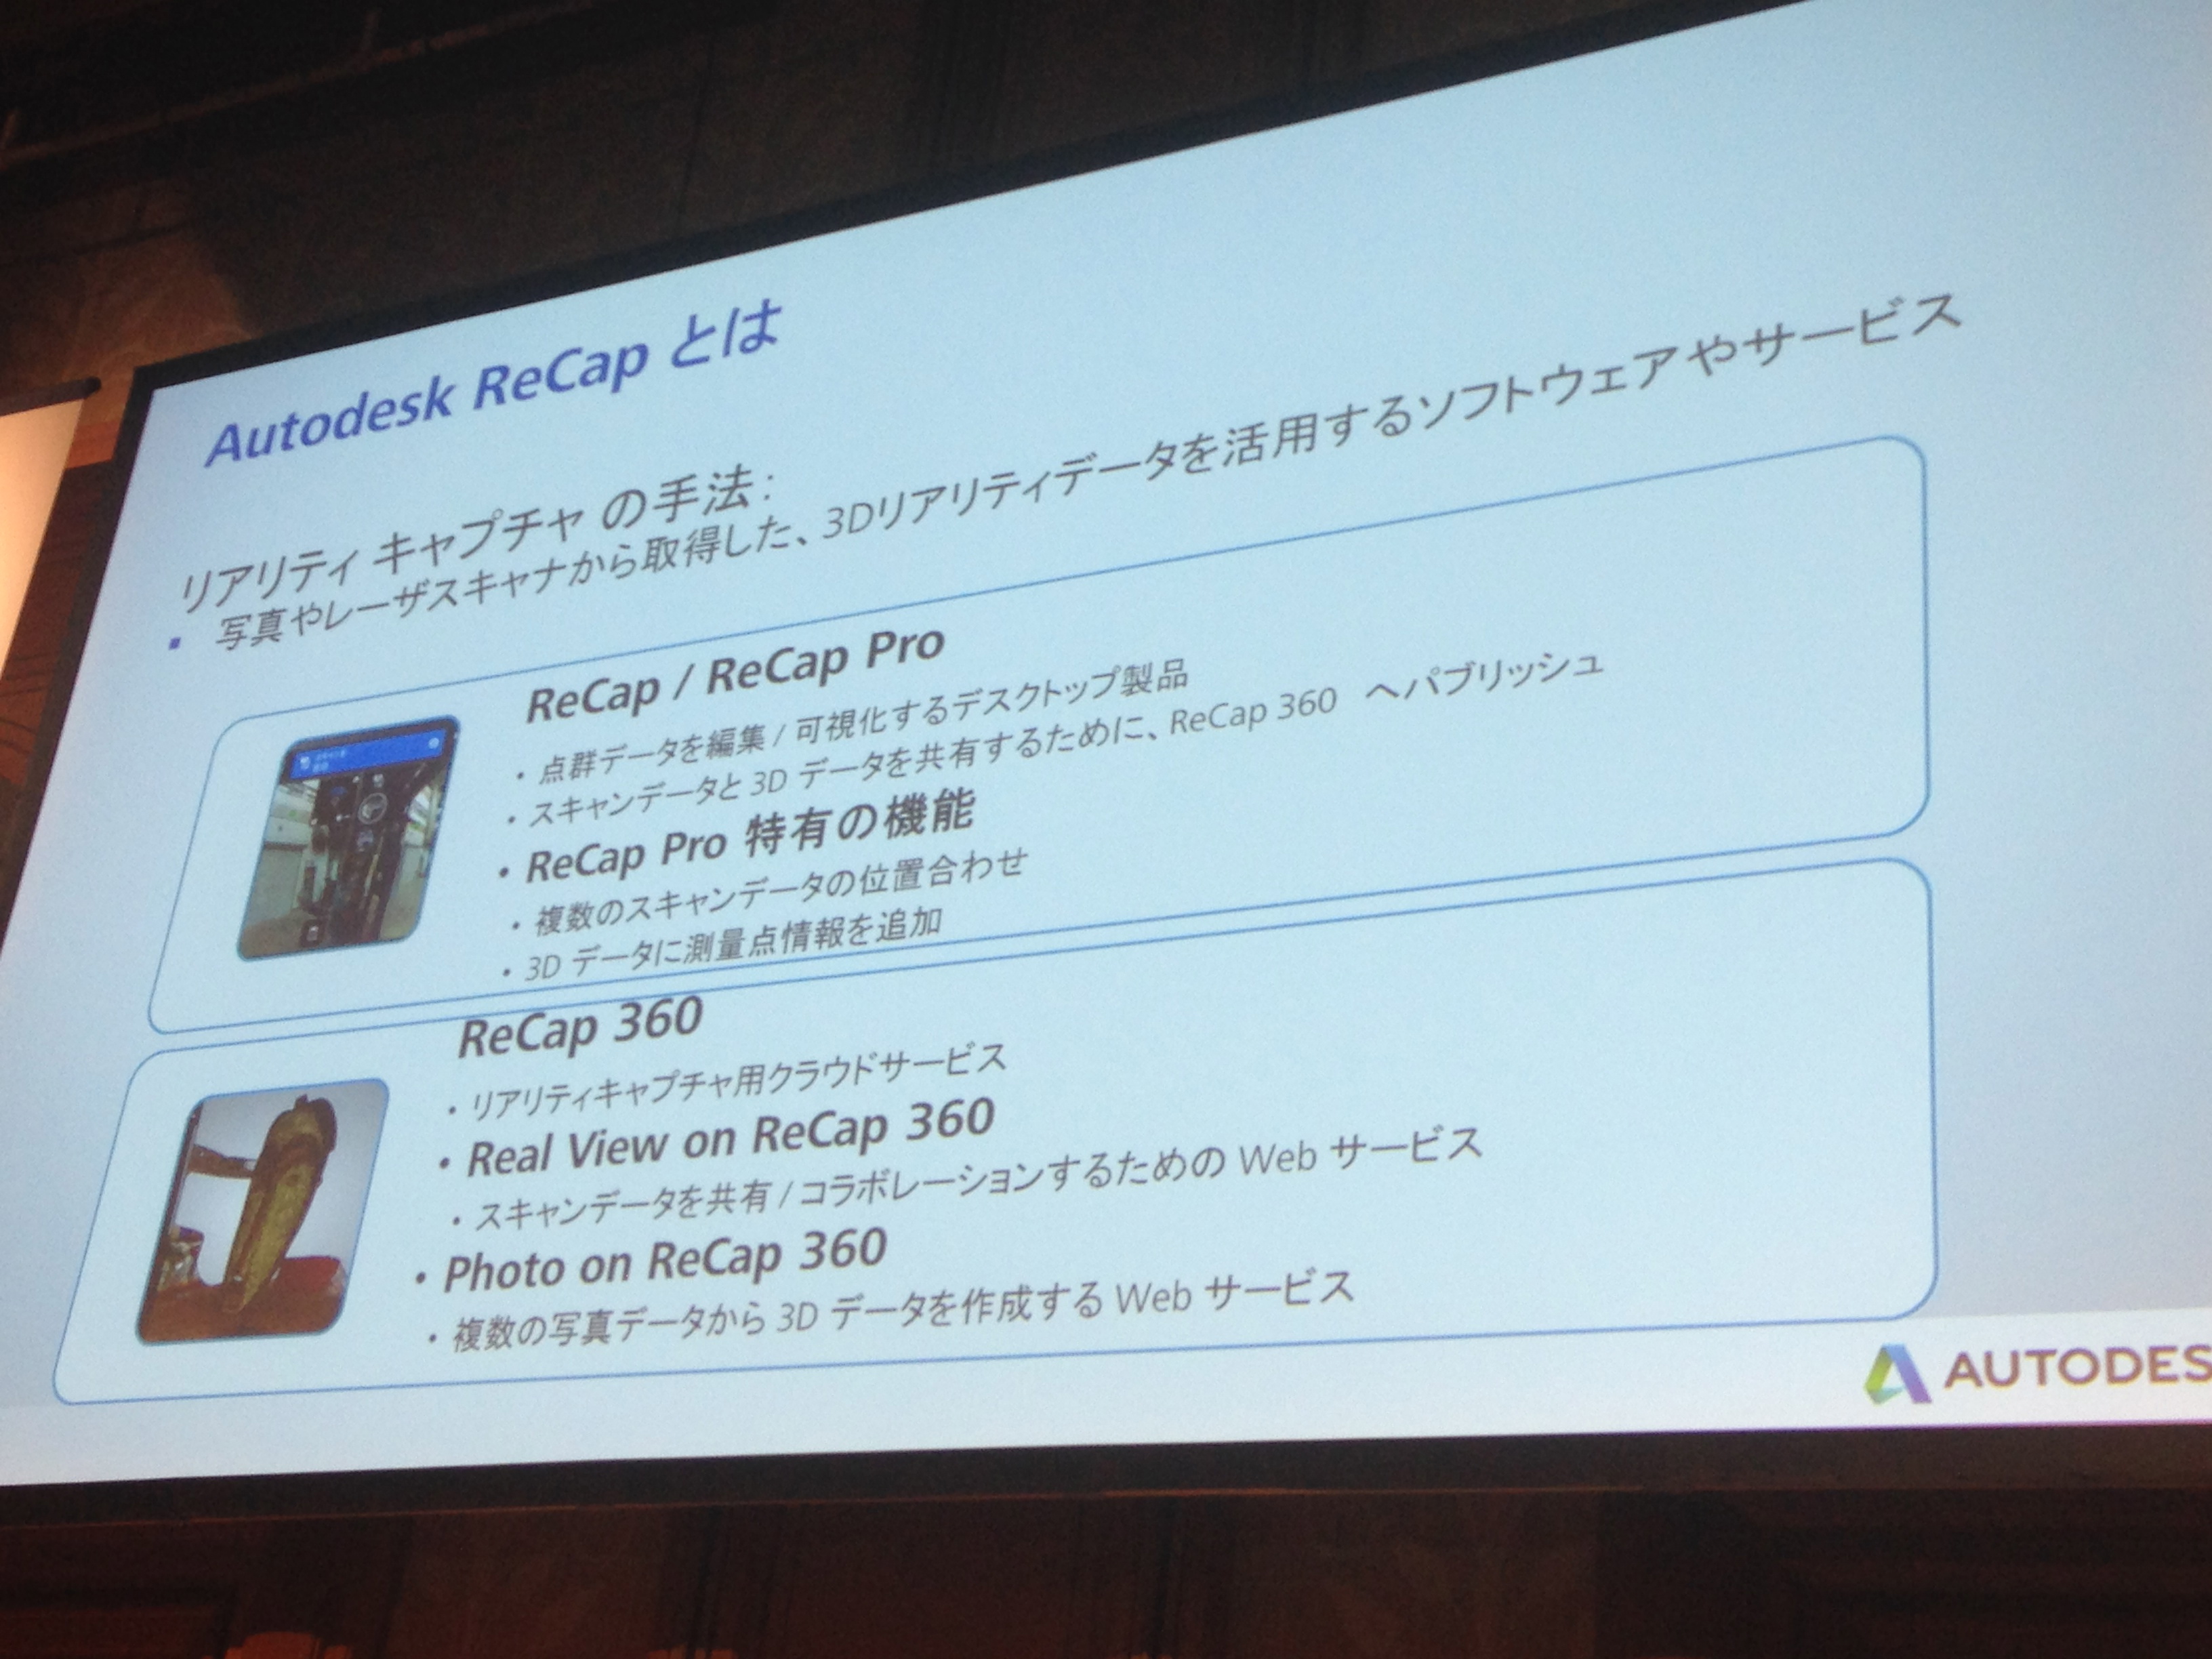 Autodesk ReCap とは
リアリティ キャプチャ の手法:
▪ 写真やレーザスキャナから取得した、3Dリアリティデータを活用するソフトウェアやサービス
ReCap / ReCap Pro
・点群データを編集 / 可視化するデスクトップ製品
・スキャンデータと 3D データを共有するために、ReCap 360 へパブリッシュ
・ReCap Pro 特有の機能
・複数のスキャンデータの位置合わせ
・3D データに測量点情報を追加
ReCap 360
・リアリティキャプチャ用クラウドサービス
・Real View on ReCap 360
・スキャンデータを共有 / コラボレーションするための Web サービス
・Photo on ReCap 360
・複数の写真データから 3D データを作成する Web サービス
AUTODES